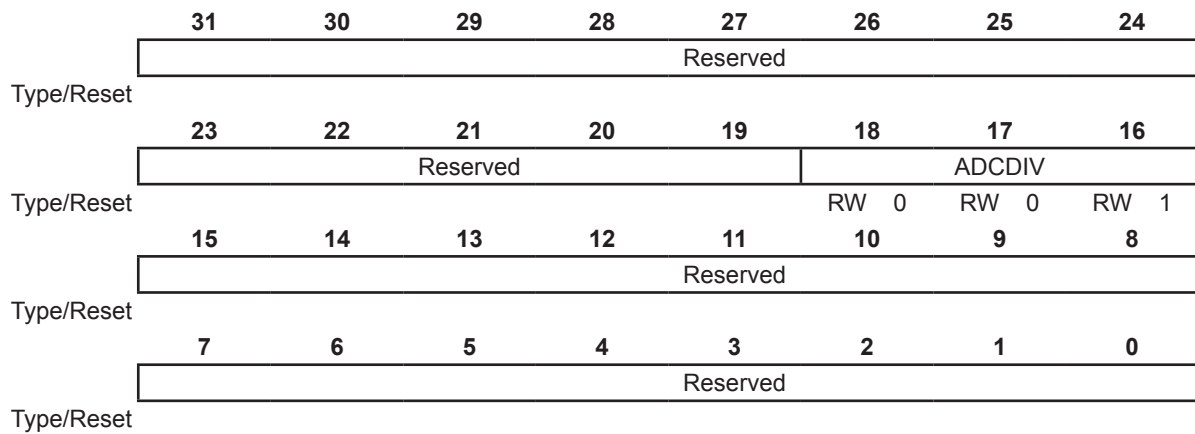 31 30 29 28 27 26 25 24
Reserved
Type/Reset
23 22 21 20 19 18 17 16
Reserved ADCDIV
Type/Reset RW 0 RW 0 RW 1
15 14 13 12 11 10 9 8
Reserved
Type/Reset
7 6 5 4 3 2 1 0
Reserved
Type/Reset